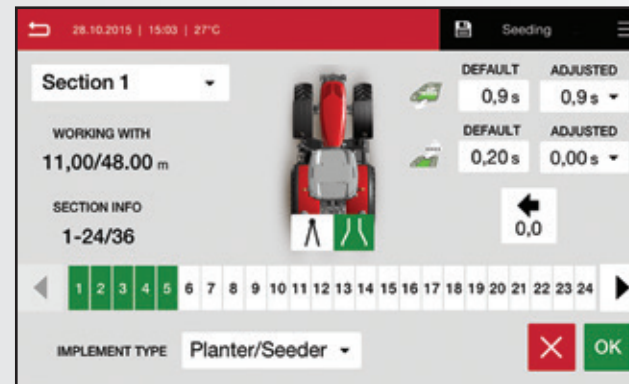 28.10.2015 | 15:03 | 27°C
Seeding
Section 1
DEFAULT ADJUSTED
0,9 s 0,9 s
WORKING WITH
11,00/48.00 m
DEFAULT ADJUSTED
0,20 s 0,00 s
SECTION INFO
1-24/36
0,0
1 2 3 4 5 6 7 8 9 10 11 12 13 14 15 16 17 18 19 20 21 22 23 24
IMPLEMENT TYPE Planter/Seeder OK